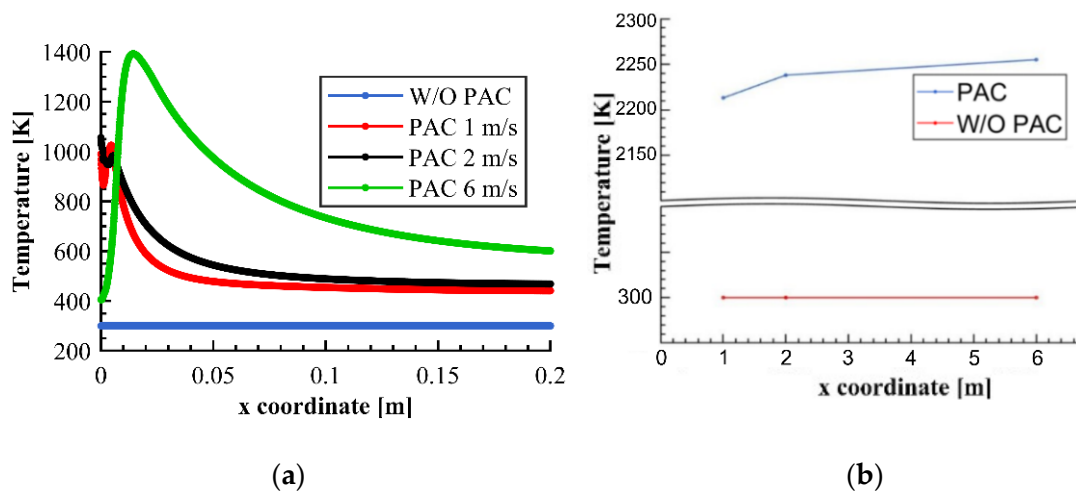 1400
1200
1000
800
600
400
200
Temperature [K]
W/O PAC
PAC 1 m/s
PAC 2 m/s
PAC 6 m/s
0
0.05
0.1
0.15
0.2
x coordinate [m]
(a)
2300
2250
2200
2150
300
Temperature [K]
PAC
W/O PAC
0
1
2
3
4
5
6
x coordinate [m]
(b)